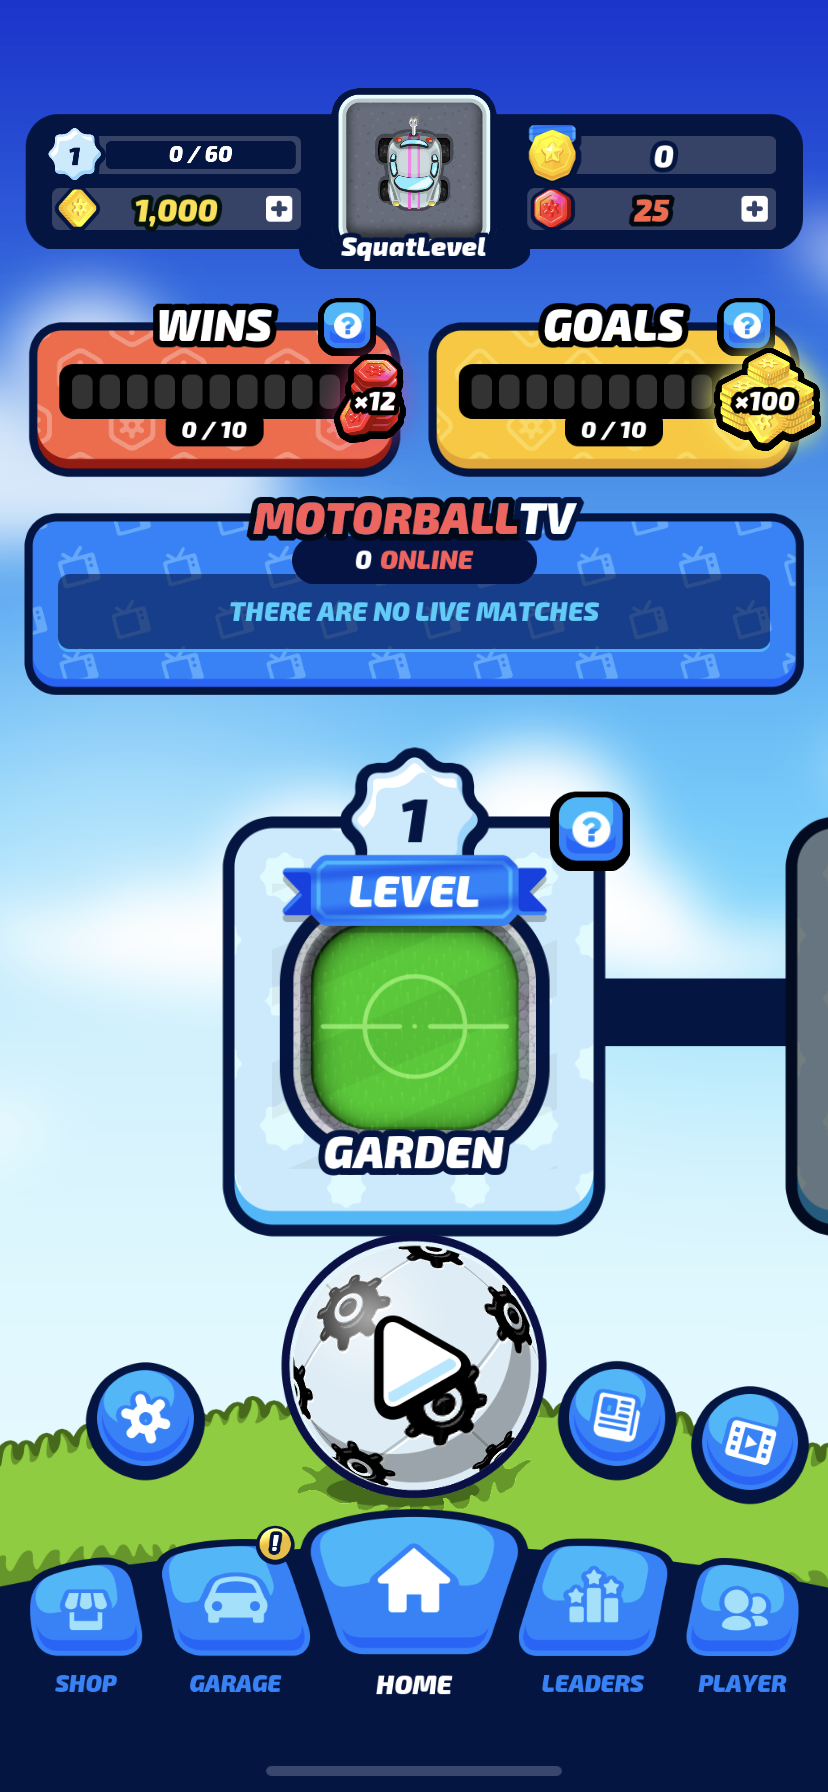 1
0 / 60
0
1,000
25
SquatLevel
WINS
?
GOALS
?
×12
×100
0 / 10
0 / 10
MOTORBALLTV
0 ONLINE
THERE ARE NO LIVE MATCHES
1
?
LEVEL
GARDEN
!
SHOP
GARAGE
HOME
LEADERS
PLAYER